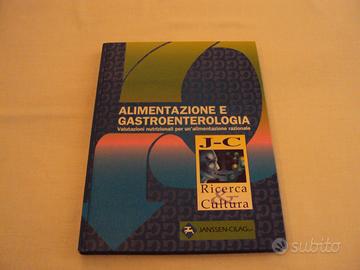 ALIMENTAZIONE E
GASTROENTEROLOGIA
Valutazioni nutrizionali per un'alimentazione razionale
J-C
Ricerca
&
Cultura
JANSSEN-CILAG
subito